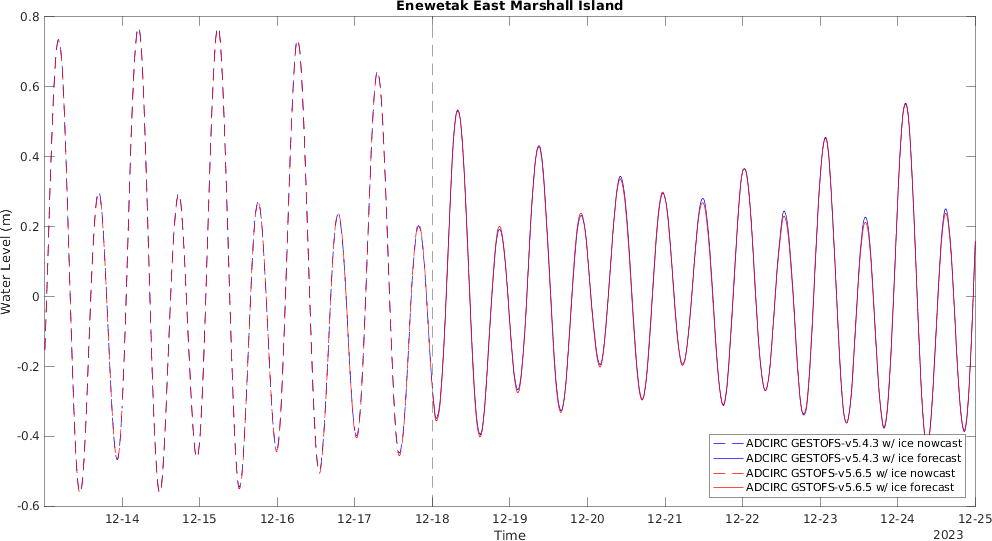 Enewetak East Marshall Island
0.8
0.6
0.4
0.2
0
-0.2
-0.4
-0.6
Water Level (m)
ADCIRC GESTOFS-v5.4.3 w/ ice nowcast
ADCIRC GESTOFS-v5.4.3 w/ ice forecast
ADCIRC GSTOFS-v5.6.5 w/ ice nowcast
ADCIRC GSTOFS-v5.6.5 w/ ice forecast
12-14 12-15 12-16 12-17 12-18 12-19 12-20 12-21 12-22 12-23 12-24 12-25
Time
2023